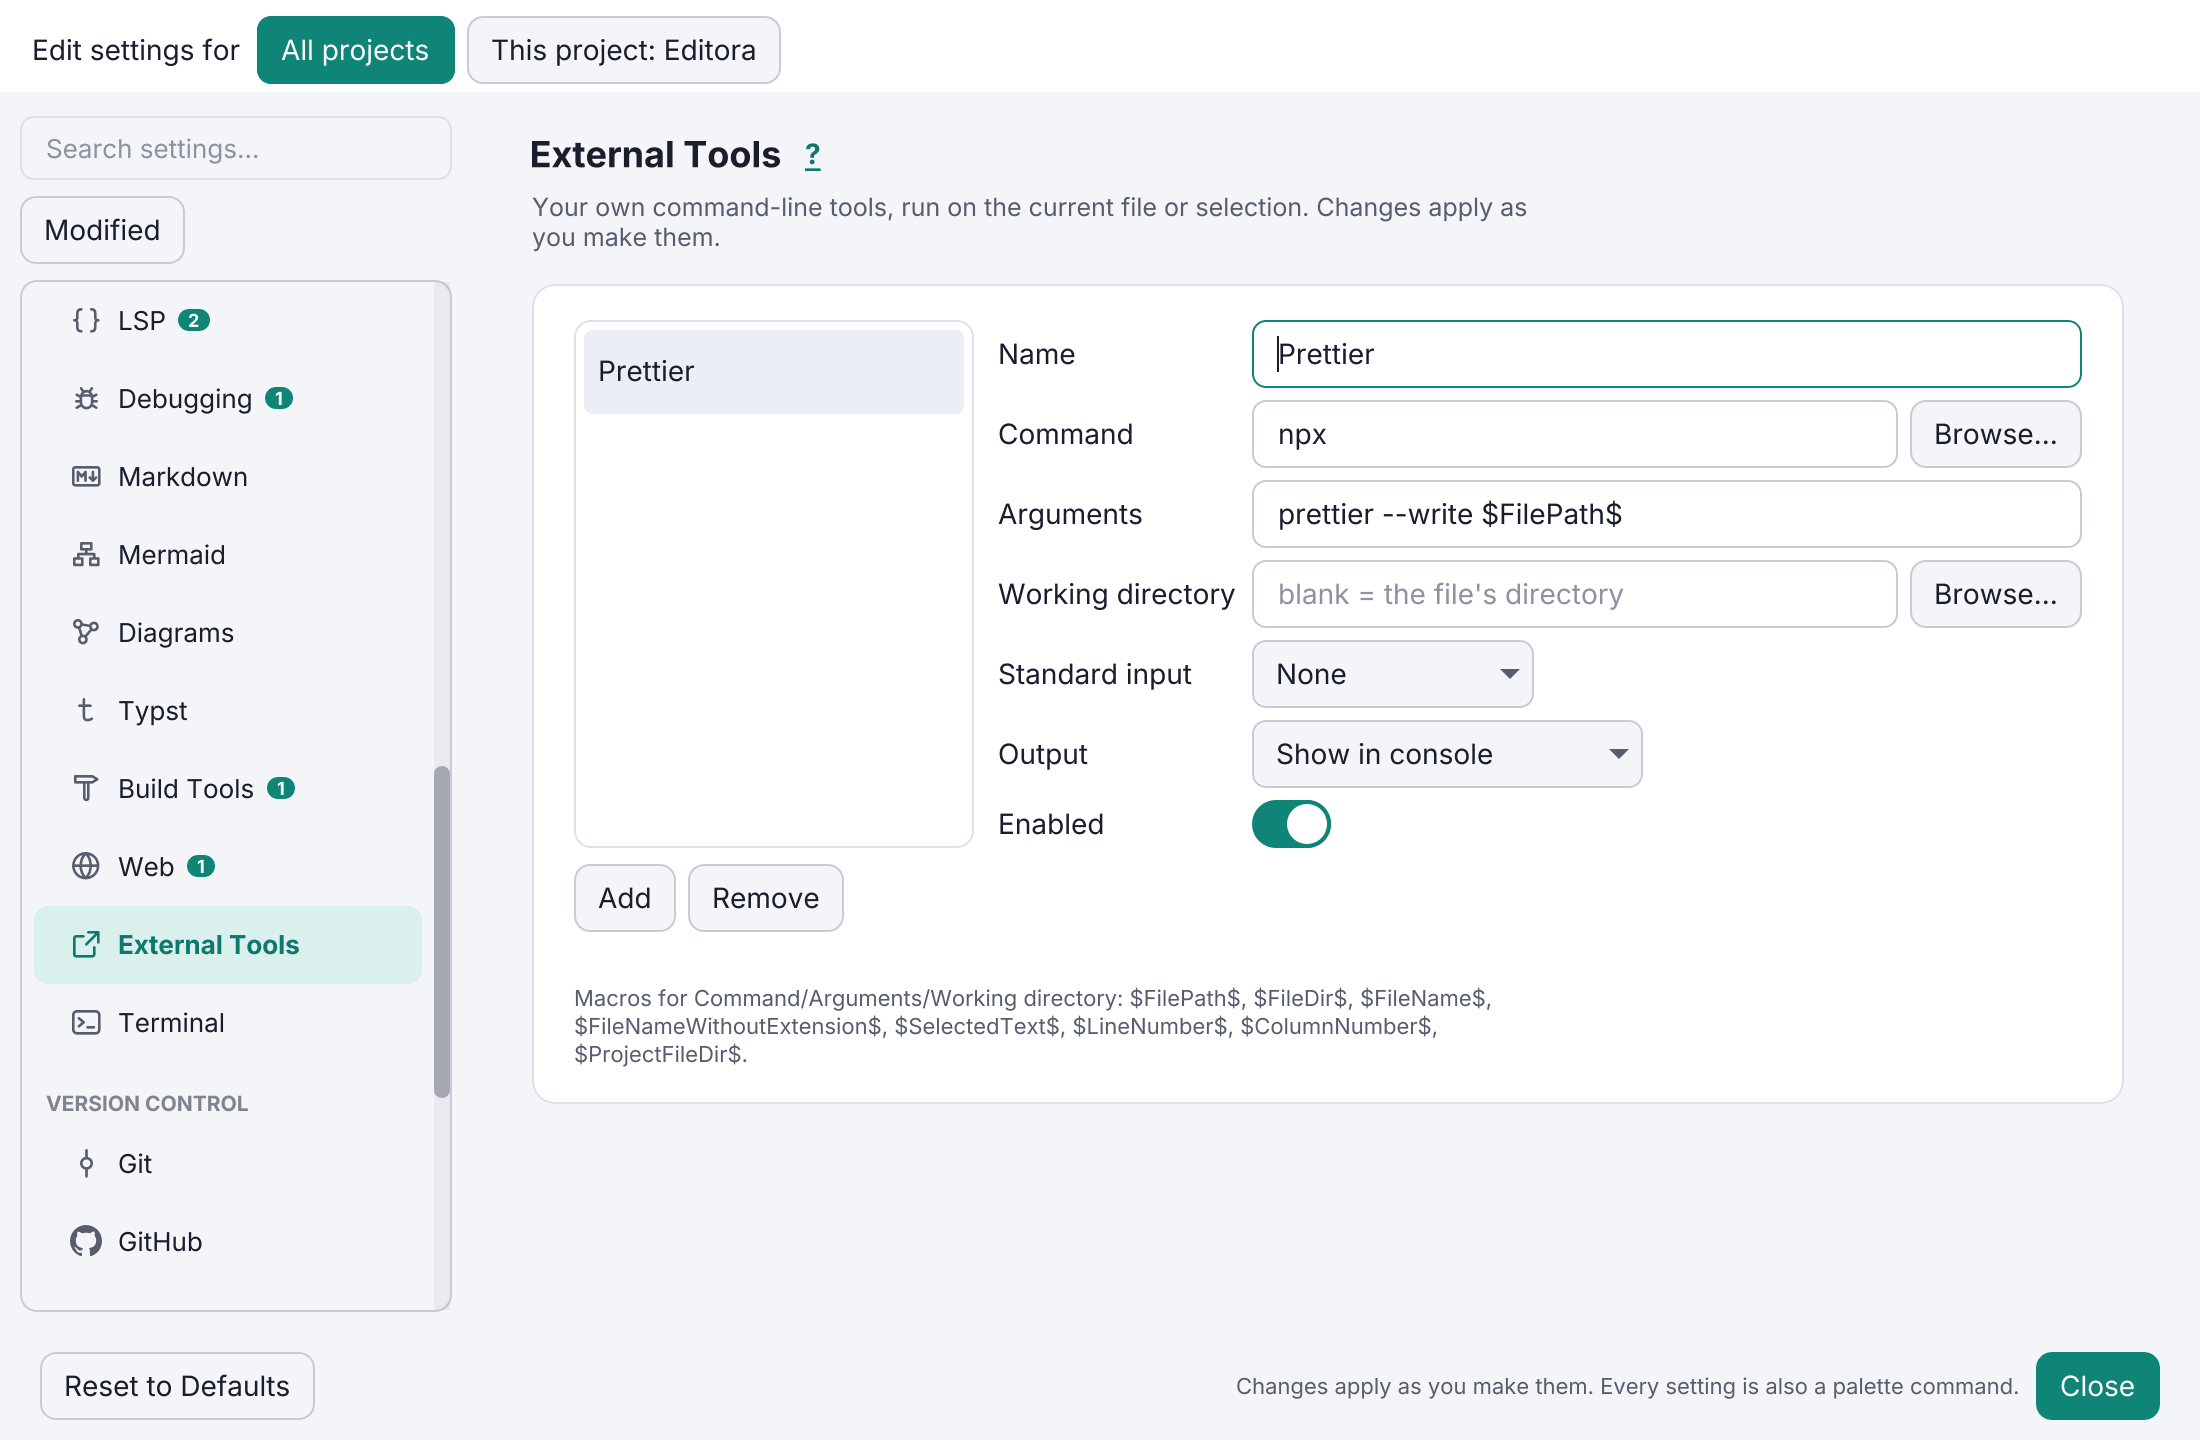 Edit settings for
All projects
This project: Editora
Search settings...
Modified
LSP 2
Debugging 1
Markdown
Mermaid
Diagrams
Typst
Build Tools 1
Web 1
External Tools
Terminal
VERSION CONTROL
Git
GitHub
Reset to Defaults
External Tools ?
Your own command-line tools, run on the current file or selection. Changes apply as
you make them.
Prettier
Add
Remove
Name
Prettier
Command
npx
Browse...
Arguments
prettier --write $FilePath$
Working directory
blank = the file's directory
Browse...
Standard input
None
Output
Show in console
Enabled
Macros for Command/Arguments/Working directory: $FilePath$, $FileDir$, $FileName$,
$FileNameWithoutExtension$, $SelectedText$, $LineNumber$, $ColumnNumber$,
$ProjectFileDir$.
Changes apply as you make them. Every setting is also a palette command.
Close